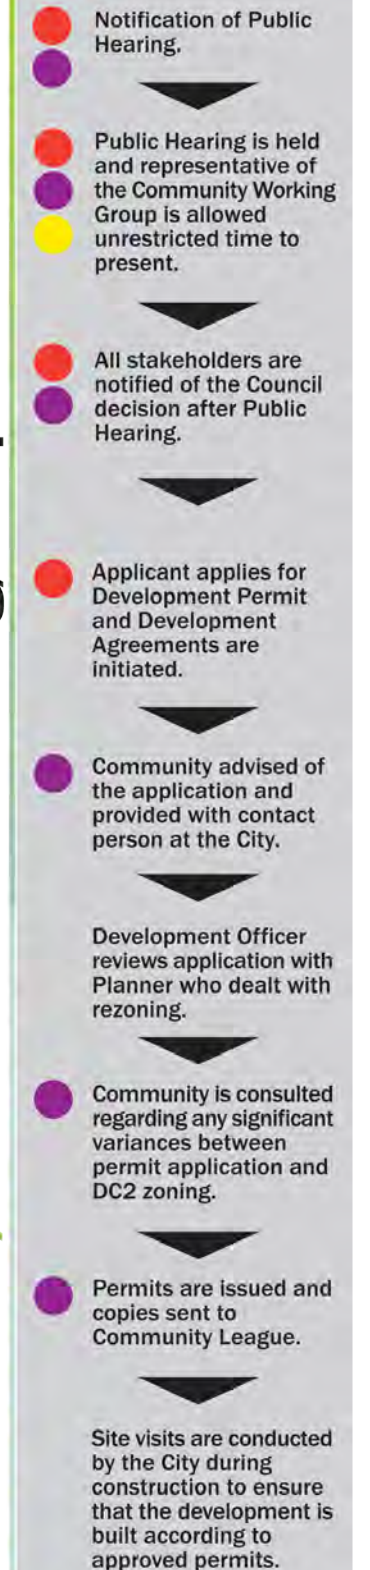 Notification of Public
Hearing.
Public Hearing is held
and representative of
the Community Working
Group is allowed
unrestricted time to
present.
All stakeholders are
notified of the Council
decision after Public
Hearing.
Applicant applies for
Development Permit
and Development
Agreements are
initiated.
Community advised of
the application and
provided with contact
person at the City.
Development Officer
reviews application with
Planner who dealt with
rezoning.
Community is consulted
regarding any significant
variances between
permit application and
DC2 zoning.
Permits are issued and
copies sent to
Community League.
Site visits are conducted
by the City during
construction to ensure
that the development is
built according to
approved permits.